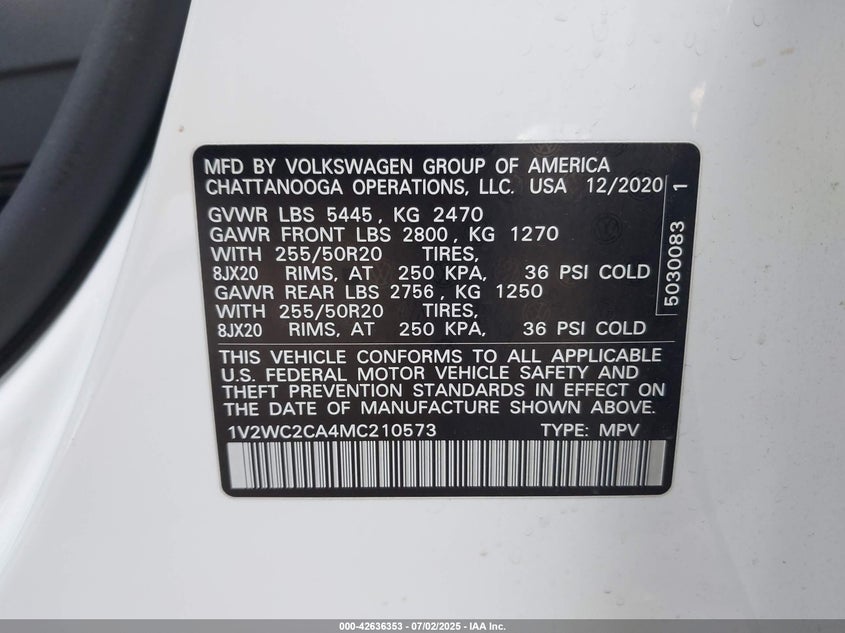 MFD BY VOLKSWAGEN GROUP OF AMERICA
CHATTANOOGA OPERATIONS, LLC. USA 12/2020
GVWR LBS 5445, KG 2470
GAWR FRONT LBS 2800, KG 1270
WITH 255/50R20 TIRES,
8JX20 RIMS, AT 250 KPA, 36 PSI COLD
GAWR REAR LBS 2756, KG 1250
WITH 255/50R20 TIRES,
8JX20 RIMS, AT 250 KPA, 36 PSI COLD
5030083 1
THIS VEHICLE CONFORMS TO ALL APPLICABLE
U.S. FEDERAL MOTOR VEHICLE SAFETY AND
THEFT PREVENTION STANDARDS IN EFFECT ON
THE DATE OF MANUFACTURE SHOWN ABOVE.
1V2WC2CA4MC210573 TYPE: MPV
000-42636353 - 07/02/2025 - IAA Inc.